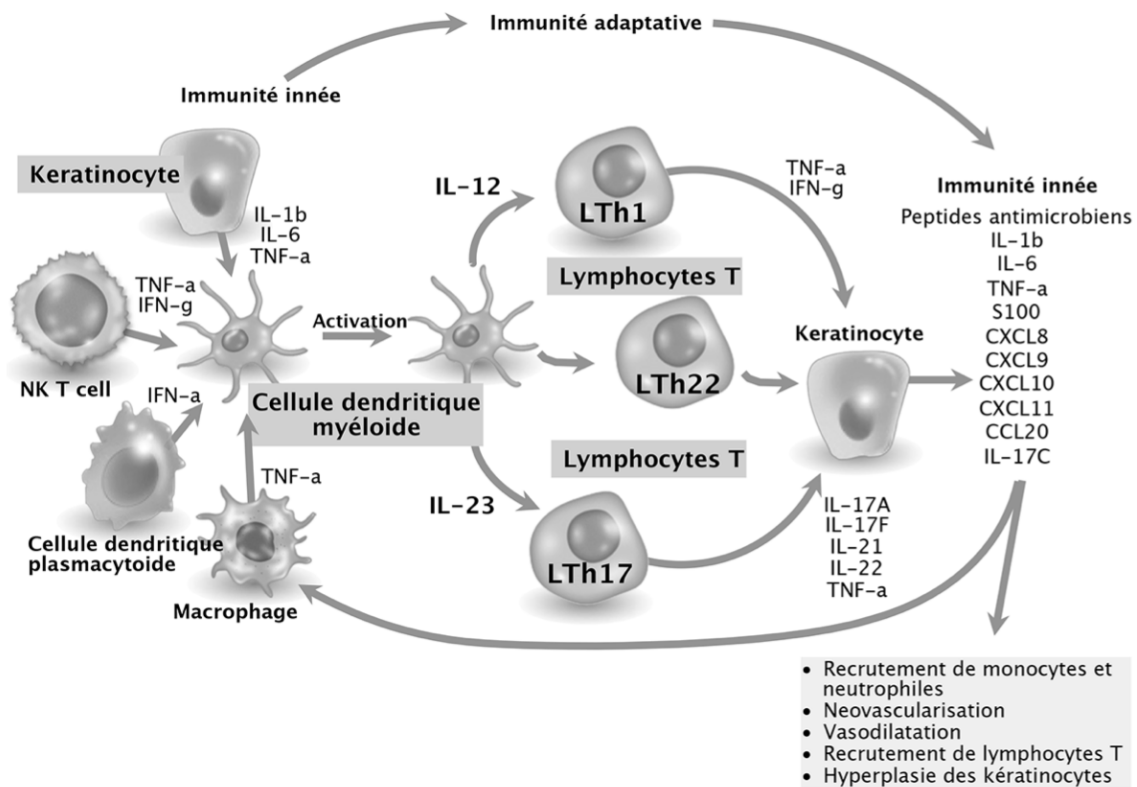 Immunité adaptative
Immunité innée
Keratinocyte
IL-1b
IL-6
TNF-a
TNF-a
IFN-g
NK T cell
IFN-a
Cellule dendritique
plasmacytoide
TNF-a
Macrophage
Cellule dendritique
myéloide
Activation
IL-12
IL-23
LTh1
Lymphocytes T
LTh22
Lymphocytes T
LTh17
TNF-a
IFN-g
Keratinocyte
IL-17A
IL-17F
IL-21
IL-22
TNF-a
Immunité innée
Peptides antimicrobiens
IL-1b
IL-6
TNF-a
S100
CXCL8
CXCL9
CXCL10
CXCL11
CCL20
IL-17C
• Recrutement de monocytes et
neutrophiles
• Neovascularisation
• Vasodilatation
• Recrutement de lymphocytes T
• Hyperplasie des kératinocytes